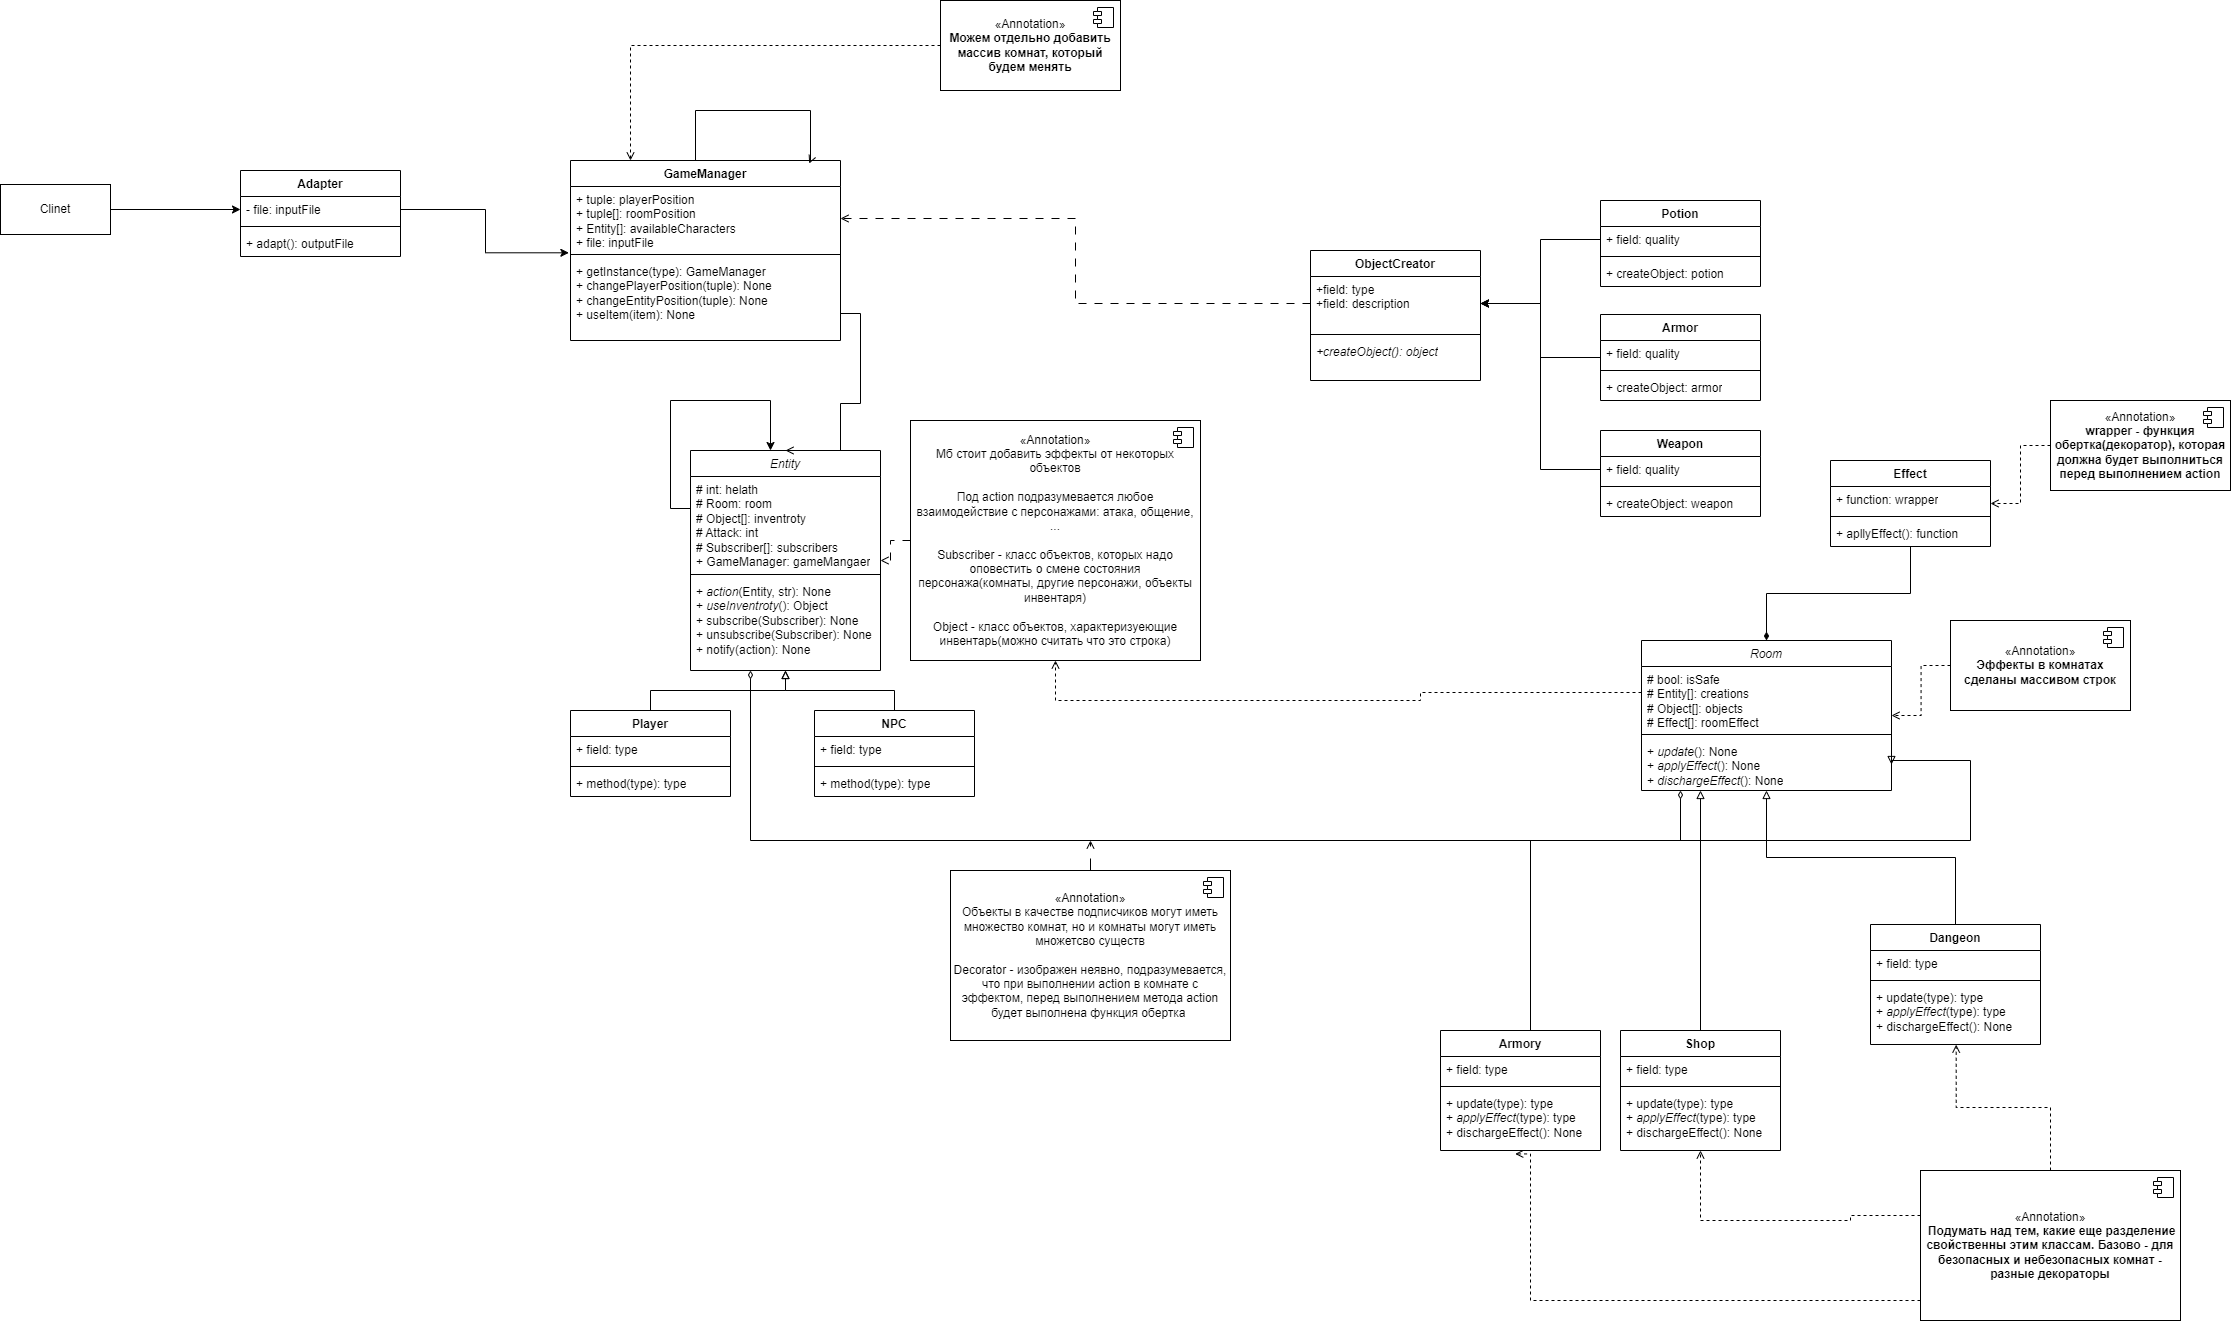 «Annotation»
Можем отдельно добавить
массив комнат, который
будем менять
Clinet
Adapter
- file: inputFile
+ adapt(): outputFile
GameManager
+ tuple: playerPosition
+ tuple[]: roomPosition
+ Entity[]: availableCharacters
+ file: inputFile
+ getInstance(type): GameManager
+ changePlayerPosition(tuple): None
+ changeEntityPosition(tuple): None
+ useItem(item): None
ObjectCreator
+field: type
+field: description
+createObject(): object
Potion
+ field: quality
+ createObject: potion
Armor
+ field: quality
+ createObject: armor
Weapon
+ field: quality
+ createObject: weapon
Effect
+ function: wrapper
+ apllyEffect(): function
«Annotation»
wrapper - функция
обертка(декоратор), которая
должна будет выполниться
перед выполнением action
Entity
# int: helath
# Room: room
# Object[]: inventroty
# Attack: int
# Subscriber[]: subscribers
+ GameManager: gameMangaer
+ action(Entity, str): None
+ useInventroty(): Object
+ subscribe(Subscriber): None
+ unsubscribe(Subscriber): None
+ notify(action): None
«Annotation»
Мб стоит добавить эффекты от некоторых
объектов
Под action подразумевается любое
взаимодействие с персонажами: атака, общение,
...
Subscriber - класс объектов, которых надо
оповестить о смене состояния
персонажа(комнаты, другие персонажи, объекты
инвентаря)
Object - класс объектов, характеризуеющие
инвентарь(можно считать что это строка)
Player
+ field: type
+ method(type): type
NPC
+ field: type
+ method(type): type
Room
# bool: isSafe
# Entity[]: creations
# Object[]: objects
# Effect[]: roomEffect
+ update(): None
+ applyEffect(): None
+ dischargeEffect(): None
«Annotation»
Эффекты в комнатах
сделаны массивом строк
«Annotation»
Объекты в качестве подписчиков могут иметь
множество комнат, но и комнаты могут иметь
множетсво существ
Decorator - изображен неявно, подразумевается,
что при выполнении action в комнате с
эффектом, перед выполнением метода action
будет выполнена функция обертка
Armory
+ field: type
+ update(type): type
+ applyEffect(type): type
+ dischargeEffect(): None
Shop
+ field: type
+ update(type): type
+ applyEffect(type): type
+ dischargeEffect(): None
Dangeon
+ field: type
+ update(type): type
+ applyEffect(type): type
+ dischargeEffect(): None
«Annotation»
Подумать над тем, какие еще разделение
свойственны этим классам. Базово - для
безопасных и небезопасных комнат -
разные декораторы